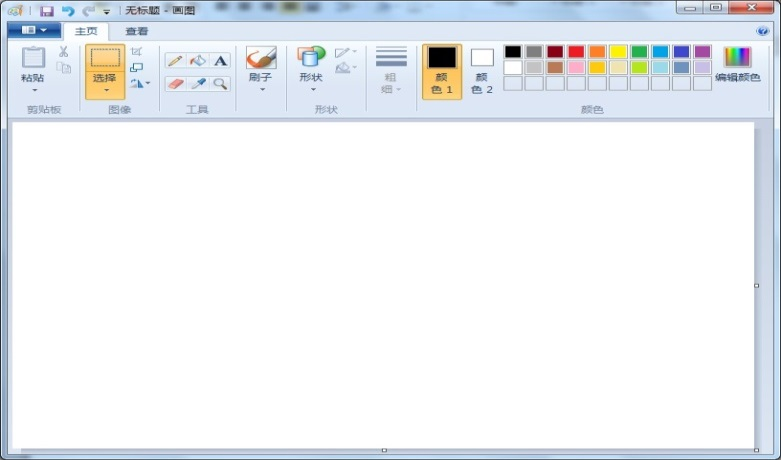 无标题 - 画图
主页 查看
粘贴
选择
A
刷子
形状
粗
细
颜
色 1
颜
色 2
编辑颜色
剪贴板 图像 工具 形状 颜色